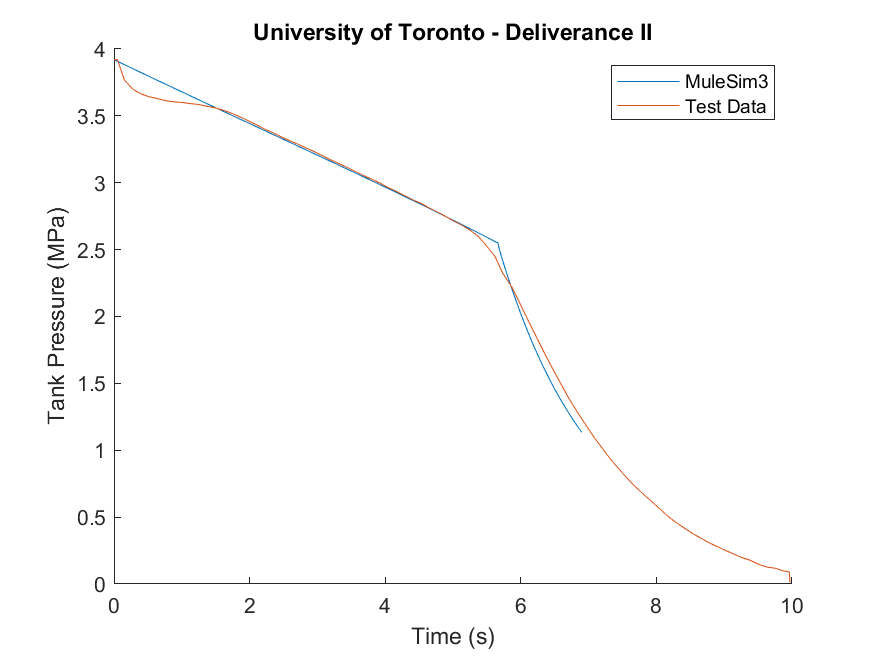 University of Toronto - Deliverance II
MuleSim3
Test Data
4
3.5
3
2.5
2
1.5
1
0.5
0
Tank Pressure (MPa)
0 2 4 6 8 10
Time (s)